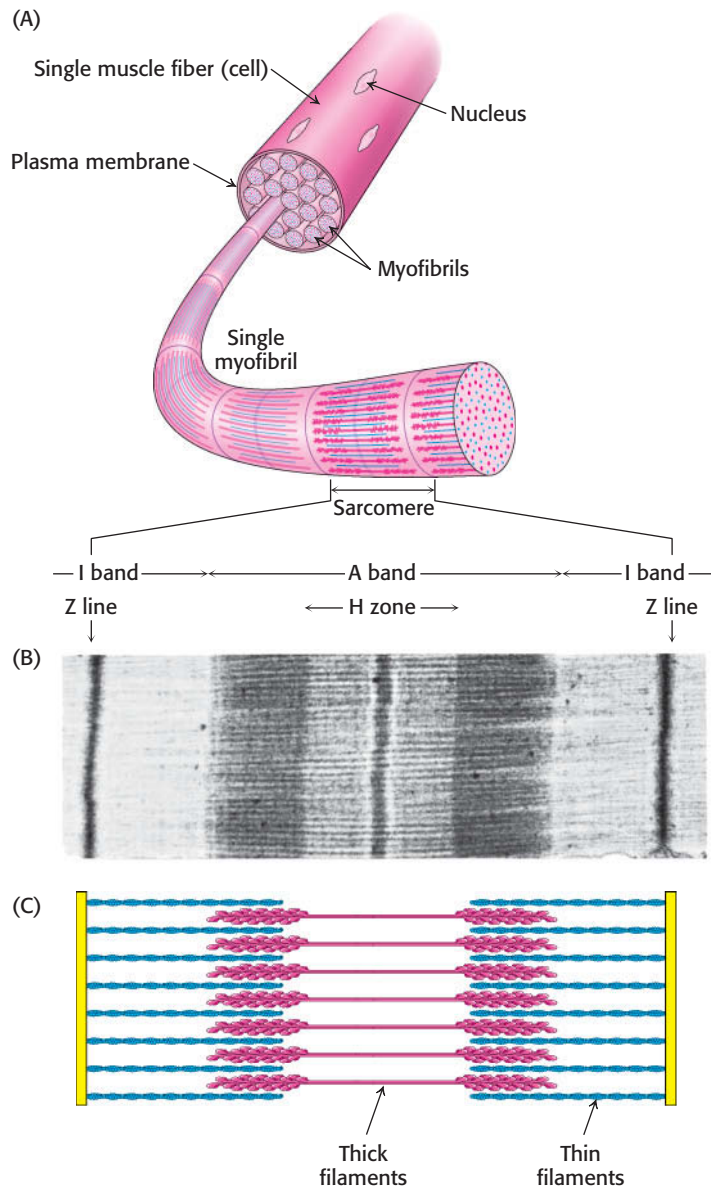 (A)
Single muscle fiber (cell)
Nucleus
Plasma membrane
Myofibrils
Single
myofibril
Sarcomere
I band
A band
I band
Z line
H zone
Z line
(B)
(C)
Thick
filaments
Thin
filaments